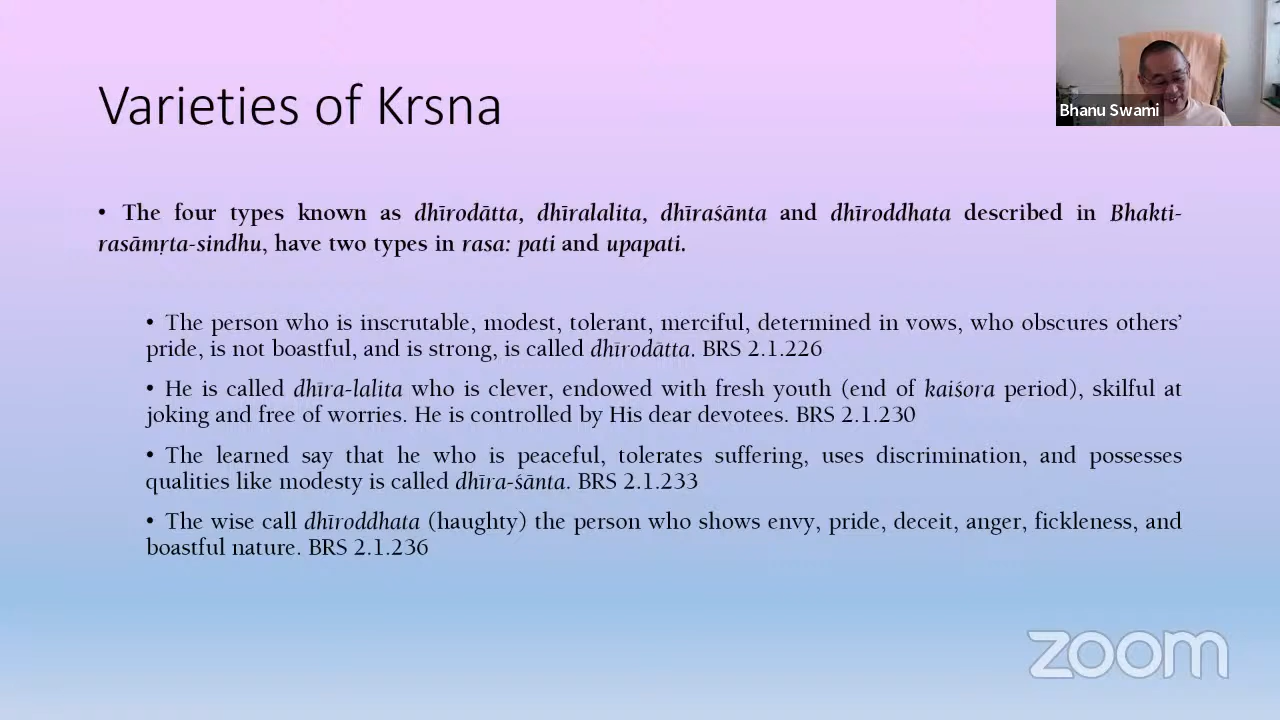 Varieties of Krsna
Bhanu Swami
• The four types known as dhīrodātta, dhīralalita, dhīraśānta and dhīroddhata described in Bhakti-
rasāmṛta-sindhu, have two types in rasa: pati and upapati.
• The person who is inscrutable, modest, tolerant, merciful, determined in vows, who obscures others’
pride, is not boastful, and is strong, is called dhīrodātta. BRS 2.1.226
• He is called dhīra-lalita who is clever, endowed with fresh youth (end of kaiśora period), skilful at
joking and free of worries. He is controlled by His dear devotees. BRS 2.1.230
• The learned say that he who is peaceful, tolerates suffering, uses discrimination, and possesses
qualities like modesty is called dhīra-śānta. BRS 2.1.233
• The wise call dhīroddhata (haughty) the person who shows envy, pride, deceit, anger, fickleness, and
boastful nature. BRS 2.1.236
zoom